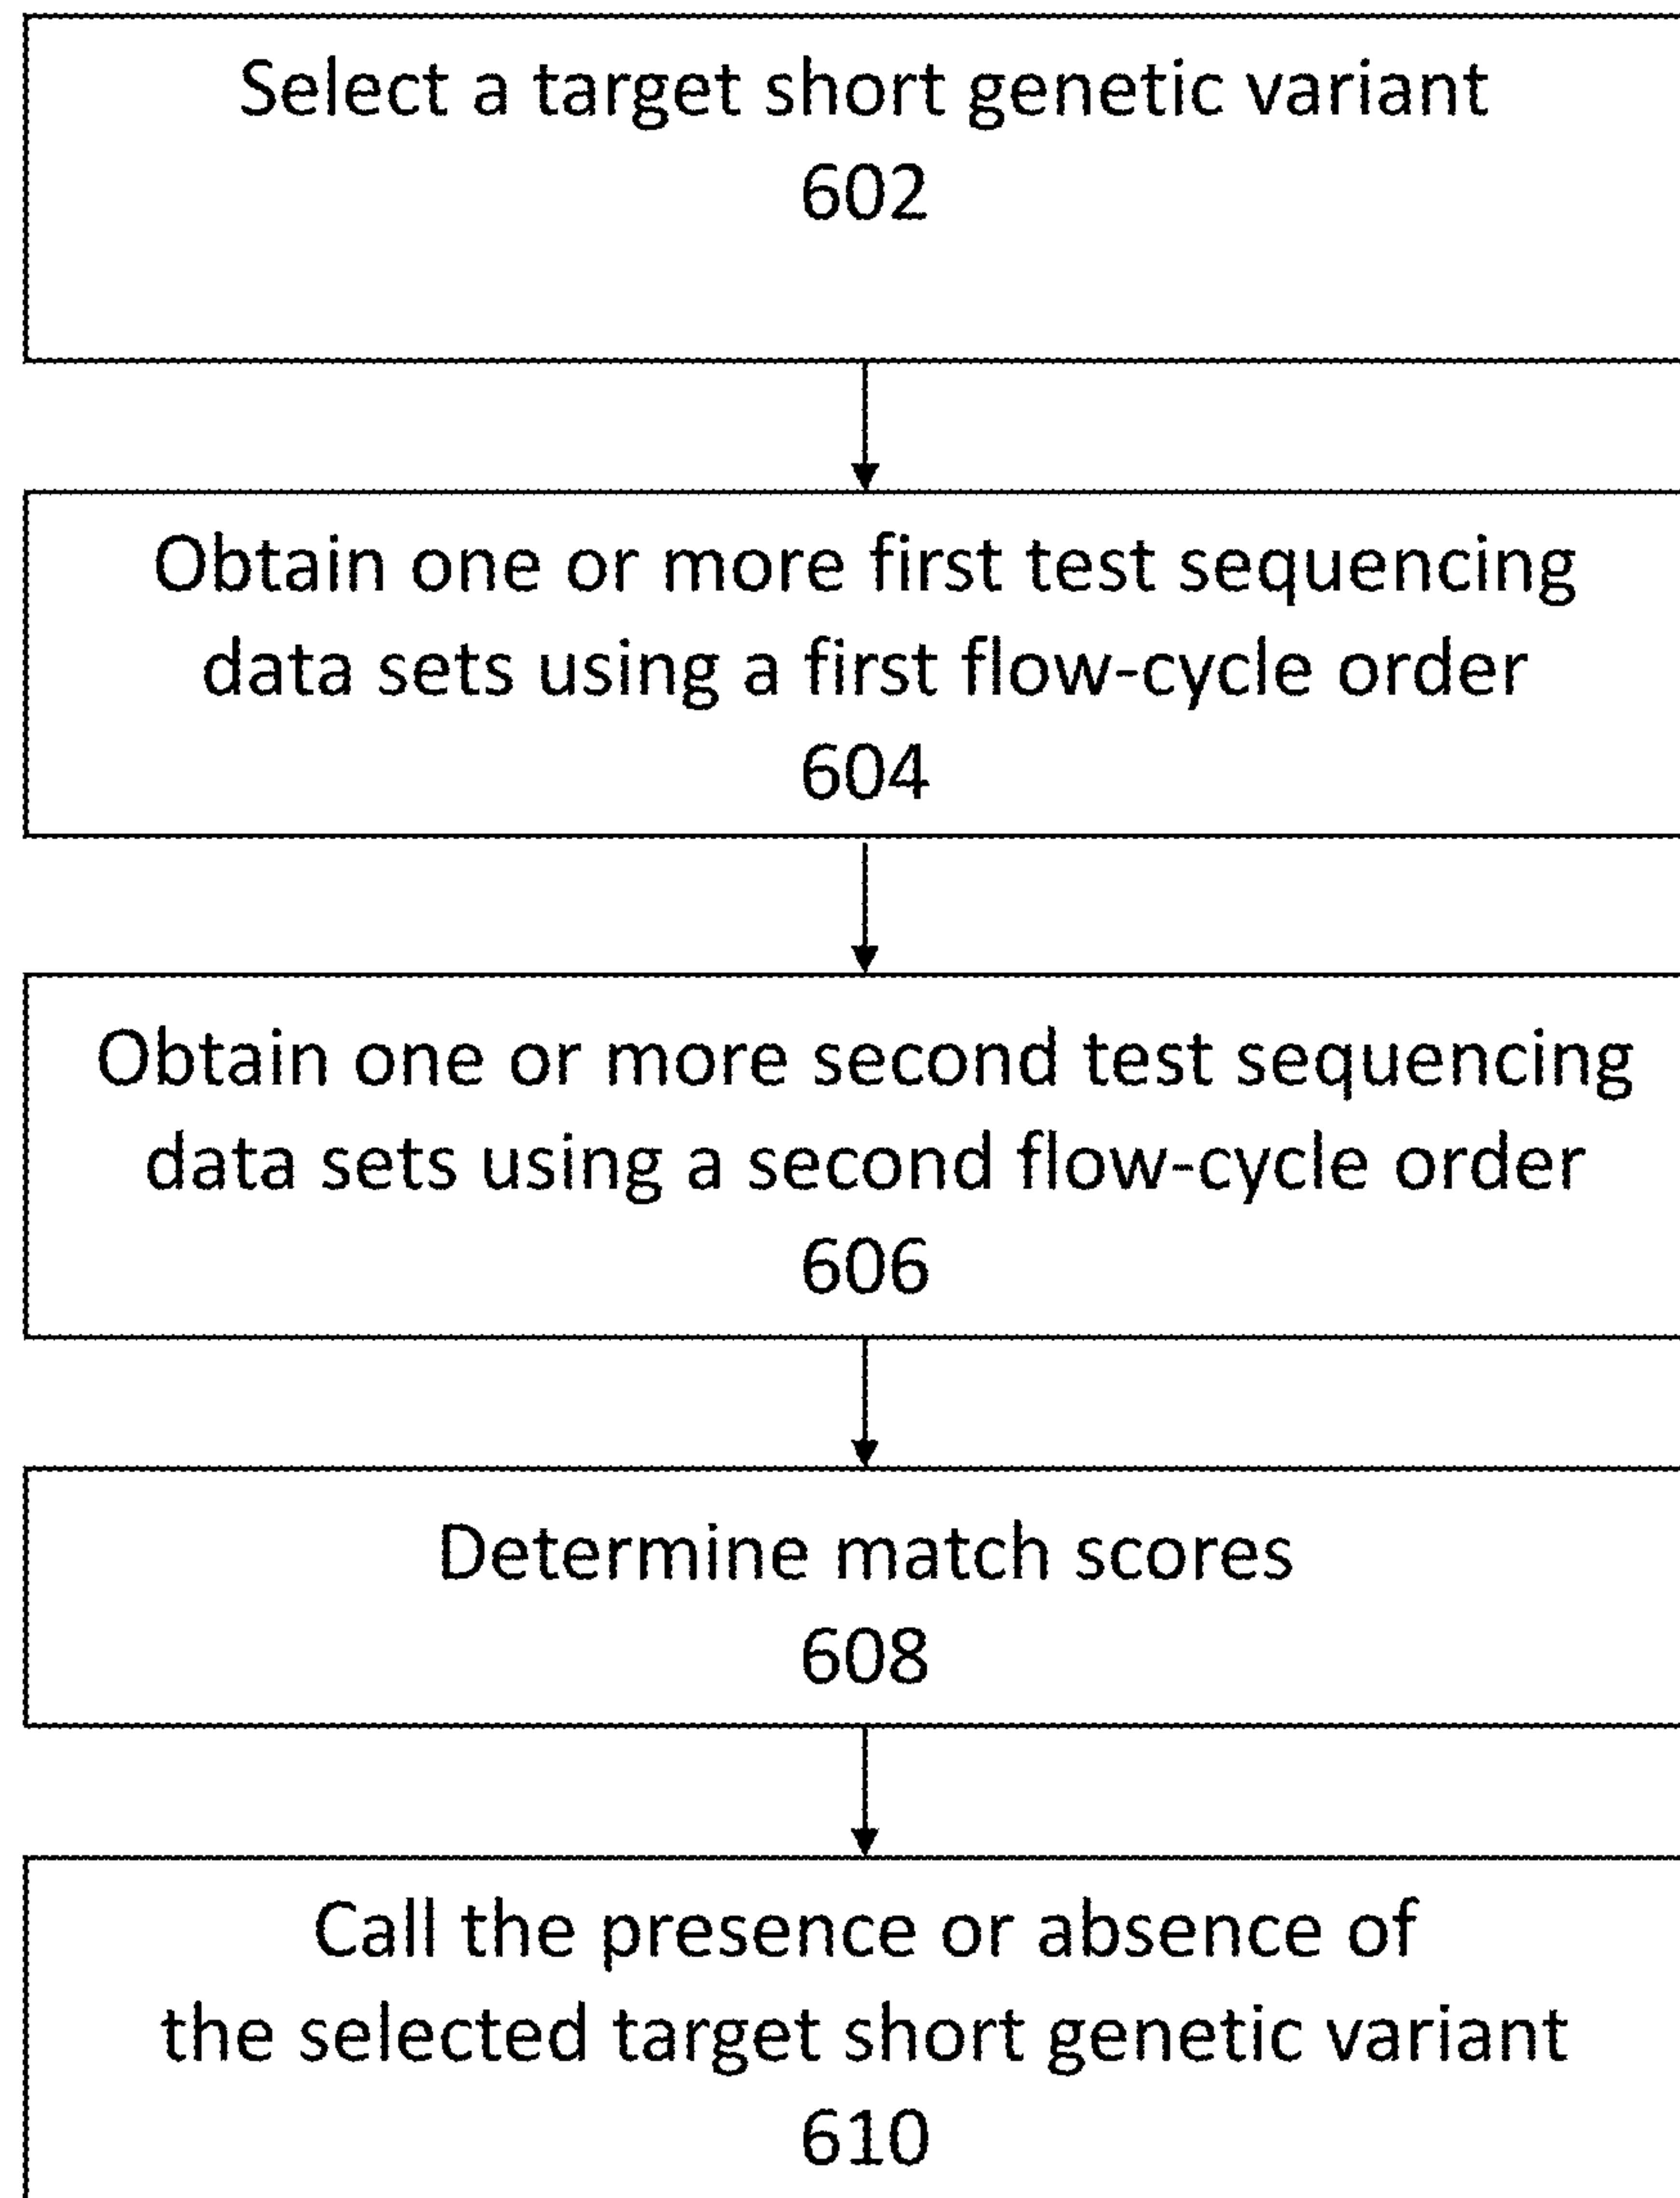 Select a target short genetic variant
602
Obtain one or more first test sequencing
data sets using a first flow-cycle order
604
Obtain one or more second test sequencing
data sets using a second flow-cycle order
606
Determine match scores
608
Call the presence or absence of
the selected target short genetic variant
610